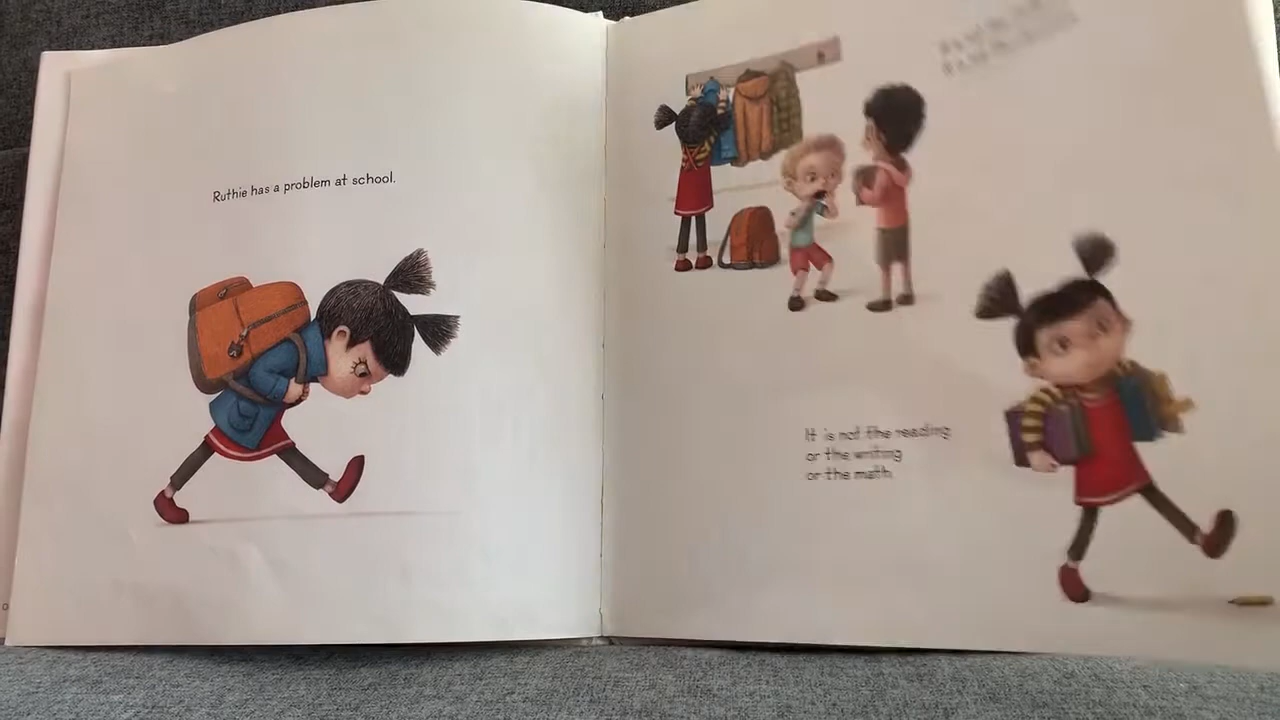 Ruthie has a problem at school.
It is not the reading
or the writing
or the math